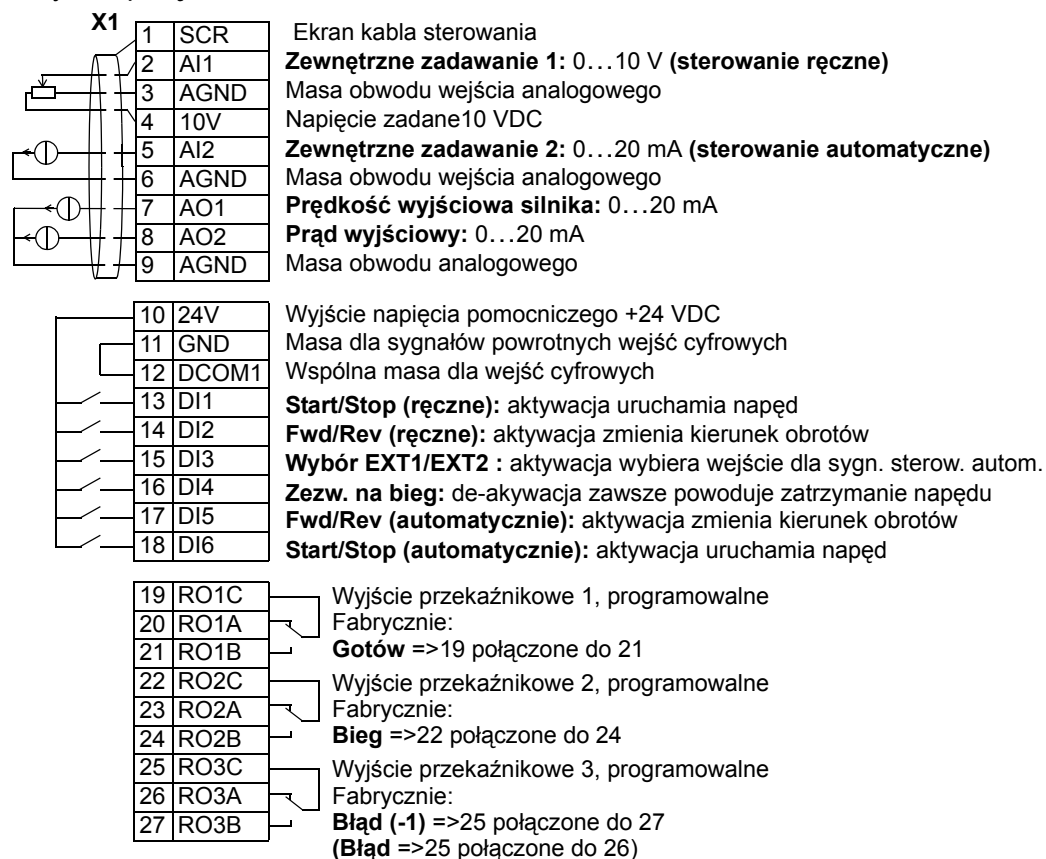 X1
1 SCR Ekran kabla sterowania
2 AI1 Zewnętrzne zadawanie 1: 0…10 V (sterowanie ręczne)
3 AGND Masa obwodu wejścia analogowego
4 10V Napięcie zadane10 VDC
5 AI2 Zewnętrzne zadawanie 2: 0…20 mA (sterowanie automatyczne)
6 AGND Masa obwodu wejścia analogowego
7 AO1 Prędkość wyjściowa silnika: 0…20 mA
8 AO2 Prąd wyjściowy: 0…20 mA
9 AGND Masa obwodu analogowego
10 24V Wyjście napięcia pomocniczego +24 VDC
11 GND Masa dla sygnałów powrotnych wejść cyfrowych
12 DCOM1 Wspólna masa dla wejść cyfrowych
13 DI1 Start/Stop (ręczne): aktywacja uruchamia napęd
14 DI2 Fwd/Rev (ręczne): aktywacja zmienia kierunek obrotów
15 DI3 Wybór EXT1/EXT2 : aktywacja wybiera wejście dla sygn. sterow. autom.
16 DI4 Zezw. na bieg: de-akywacja zawsze powoduje zatrzymanie napędu
17 DI5 Fwd/Rev (automatycznie): aktywacja zmienia kierunek obrotów
18 DI6 Start/Stop (automatycznie): aktywacja uruchamia napęd
19 RO1C Wyjście przekaźnikowe 1, programowalne
20 RO1A Fabrycznie:
21 RO1B Gotów =>19 połączone do 21
22 RO2C Wyjście przekaźnikowe 2, programowalne
23 RO2A Fabrycznie:
24 RO2B Bieg =>22 połączone do 24
25 RO3C Wyjście przekaźnikowe 3, programowalne
26 RO3A Fabrycznie:
27 RO3B Błąd (-1) =>25 połączone do 27
(Błąd =>25 połączone do 26)